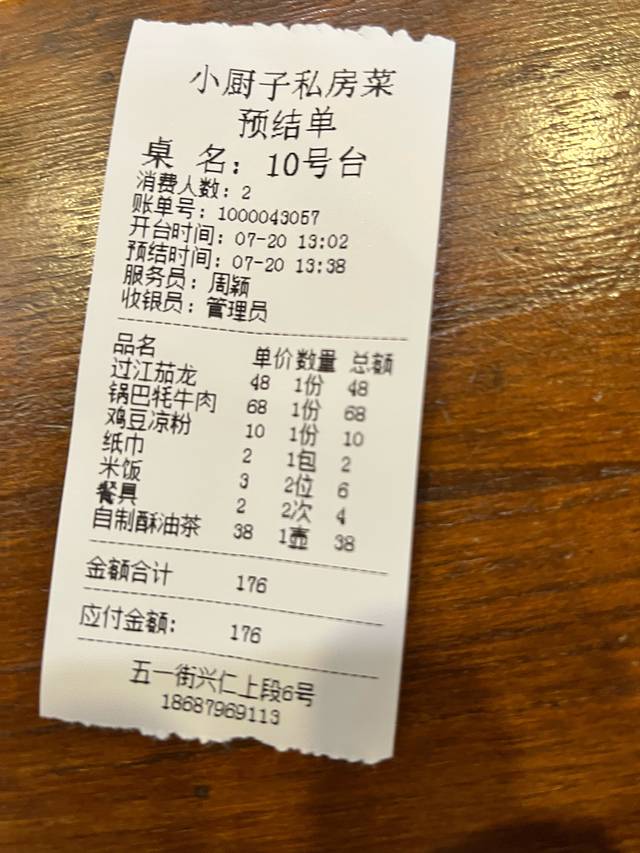 小厨子私房菜
预结单
桌 名: 10号台
消费人数: 2
账单号: 1000043057
开台时间: 07-20 13:02
预结时间: 07-20 13:38
服务员: 周颖
收银员: 管理员
品名 单价 数量 总额
过江茄龙 48 1份 48
锅巴牦牛肉 68 1份 68
鸡豆凉粉 10 1份 10
纸巾 2 1包 2
米饭 3 2位 6
餐具 2 2次 4
自制酥油茶 38 1壶 38
金额合计 176
应付金额: 176
五一街兴仁上段6号
18687969113